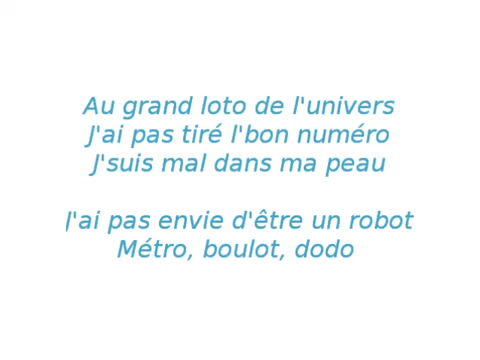 Au grand loto de l'univers
J'ai pas tiré l'bon numéro
J'suis mal dans ma peau
J'ai pas envie d'être un robot
Métro, boulot, dodo